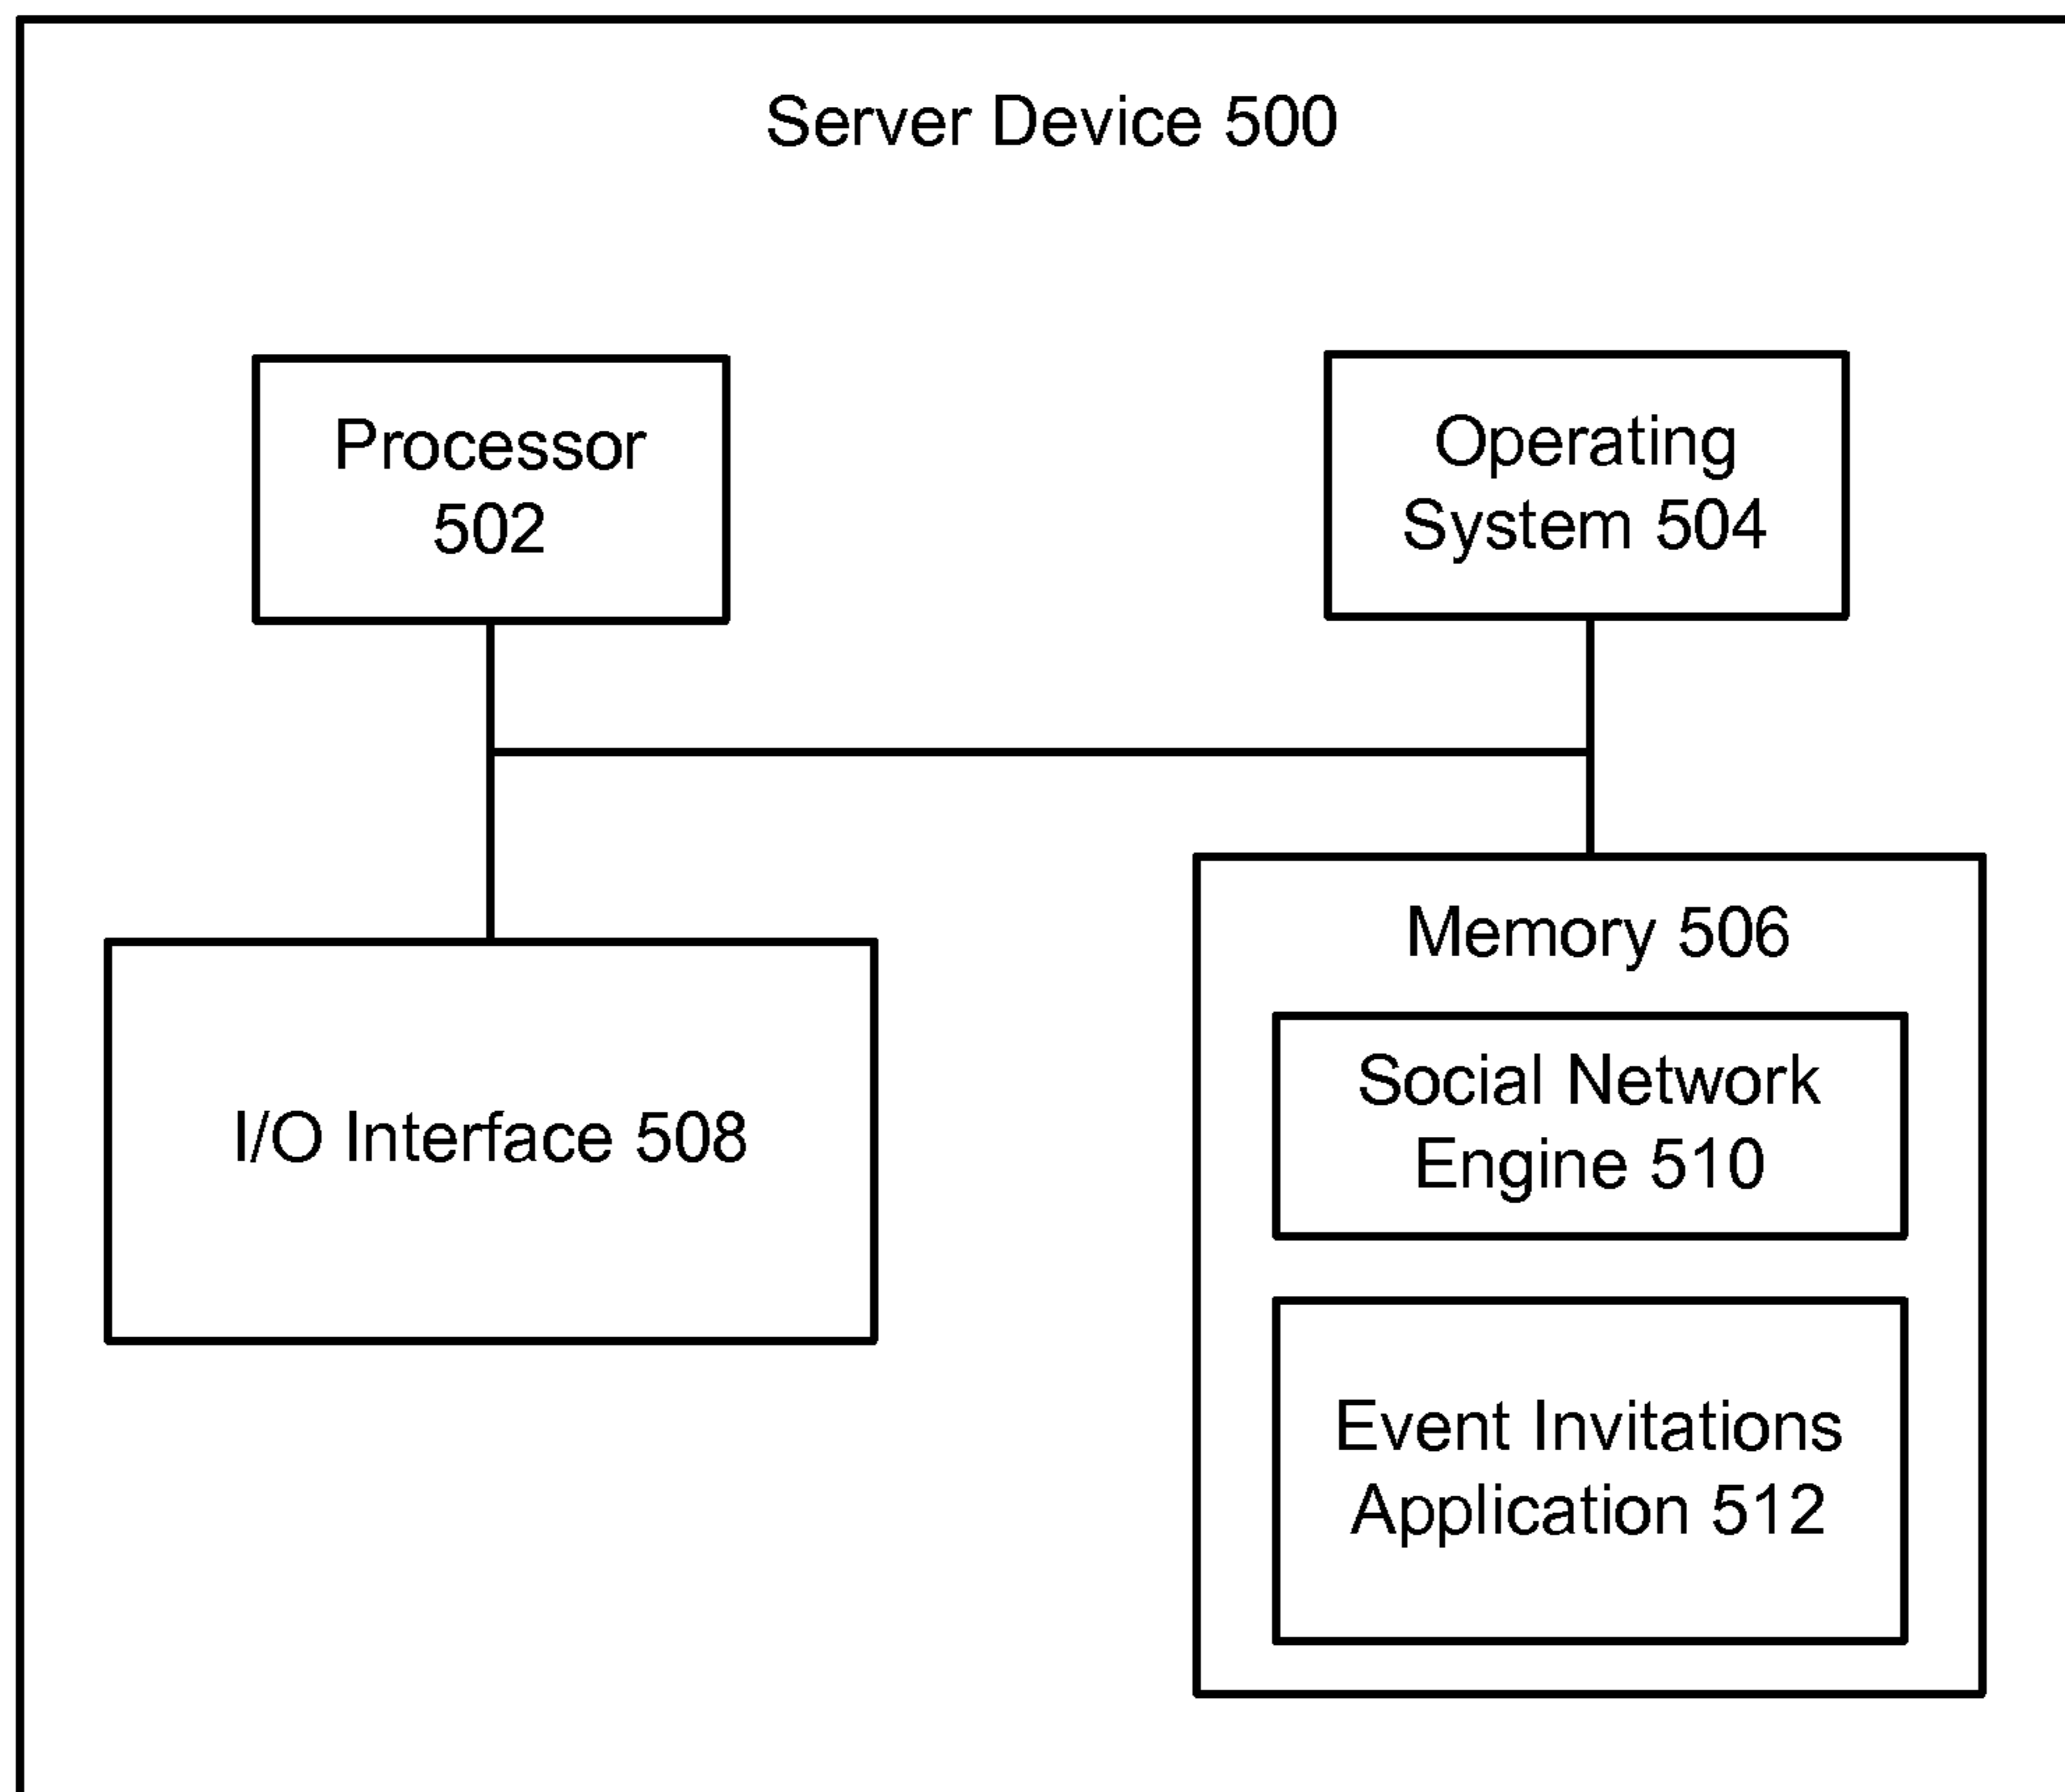 Server Device 500
Processor
502
Operating
System 504
I/O Interface 508
Memory 506
Social Network
Engine 510
Event Invitations
Application 512